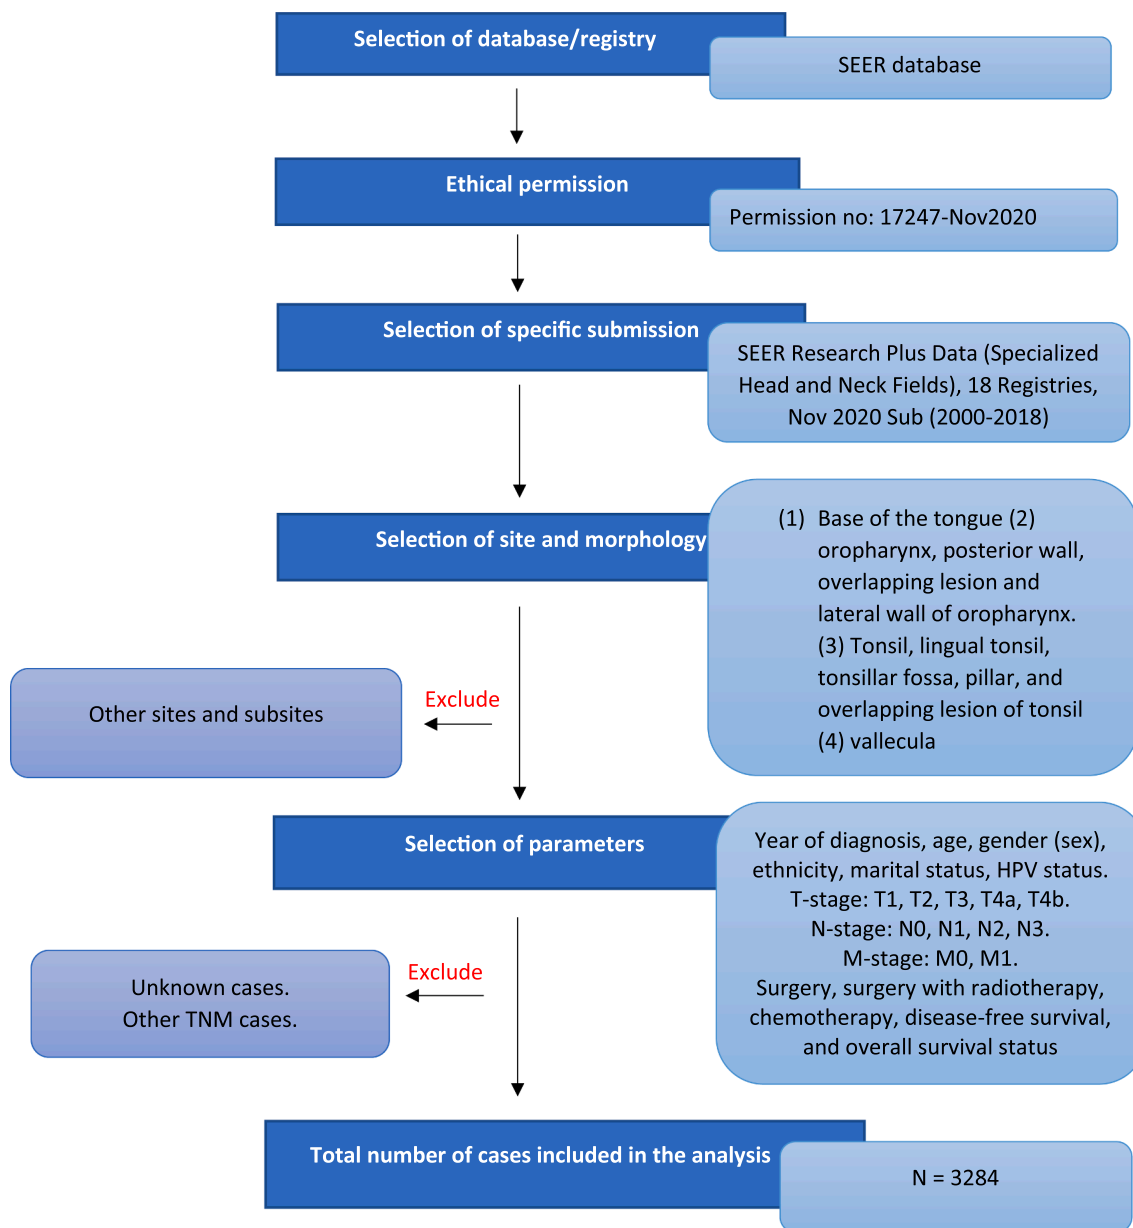 Selection of database/registry
SEER database
Ethical permission
Permission no: 17247-Nov2020
Selection of specific submission
SEER Research Plus Data (Specialized
Head and Neck Fields), 18 Registries,
Nov 2020 Sub (2000-2018)
Selection of site and morphology
(1) Base of the tongue (2)
oropharynx, posterior wall,
overlapping lesion and
lateral wall of oropharynx.
(3) Tonsil, lingual tonsil,
tonsillar fossa, pillar, and
overlapping lesion of tonsil
(4) vallecula
Exclude
Other sites and subsites
Selection of parameters
Year of diagnosis, age, gender (sex),
ethnicity, marital status, HPV status.
T-stage: T1, T2, T3, T4a, T4b.
N-stage: N0, N1, N2, N3.
M-stage: M0, M1.
Surgery, surgery with radiotherapy,
chemotherapy, disease-free survival,
and overall survival status
Exclude
Unknown cases.
Other TNM cases.
Total number of cases included in the analysis
N = 3284